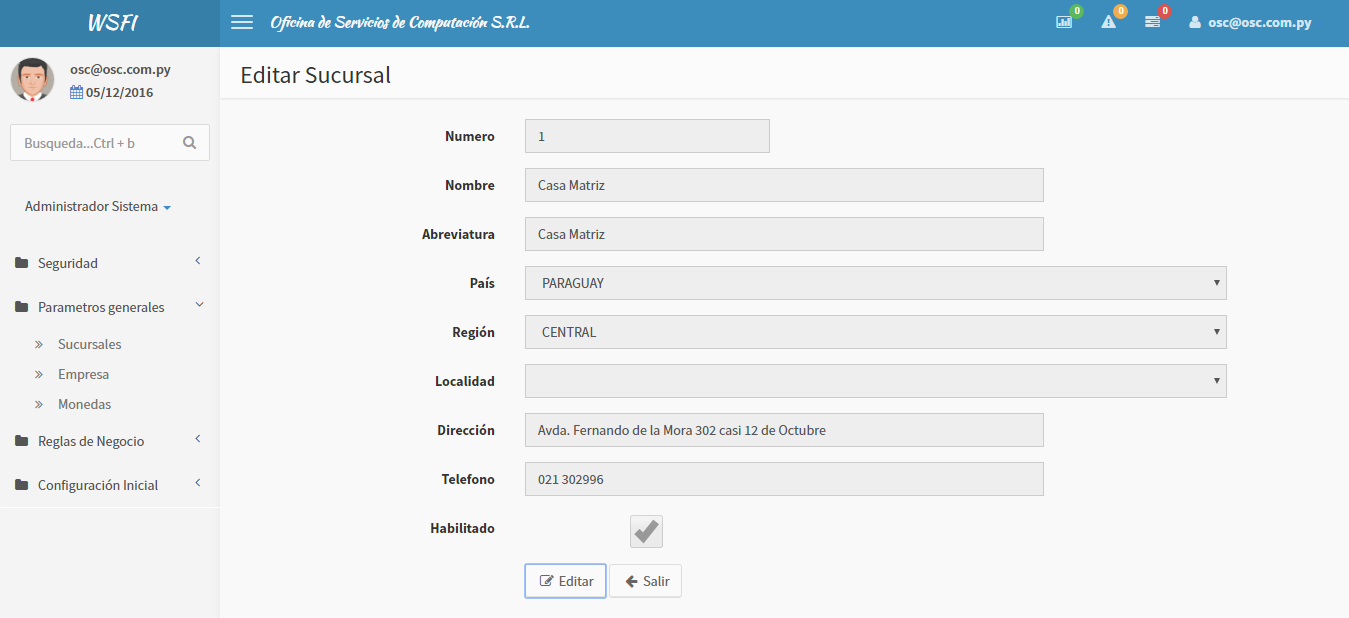 WSFI
Oficina de Servicios de Computación S.R.L.
0
0
0
osc@osc.com.py
osc@osc.com.py
05/12/2016
Busqueda...Ctrl + b
Administrador Sistema
Seguridad
Parametros generales
Sucursales
Empresa
Monedas
Reglas de Negocio
Configuración Inicial
Editar Sucursal
Numero 1
Nombre Casa Matriz
Abreviatura Casa Matriz
País PARAGUAY
Región CENTRAL
Localidad
Dirección Avda. Fernando de la Mora 302 casi 12 de Octubre
Telefono 021 302996
Habilitado
Editar Salir